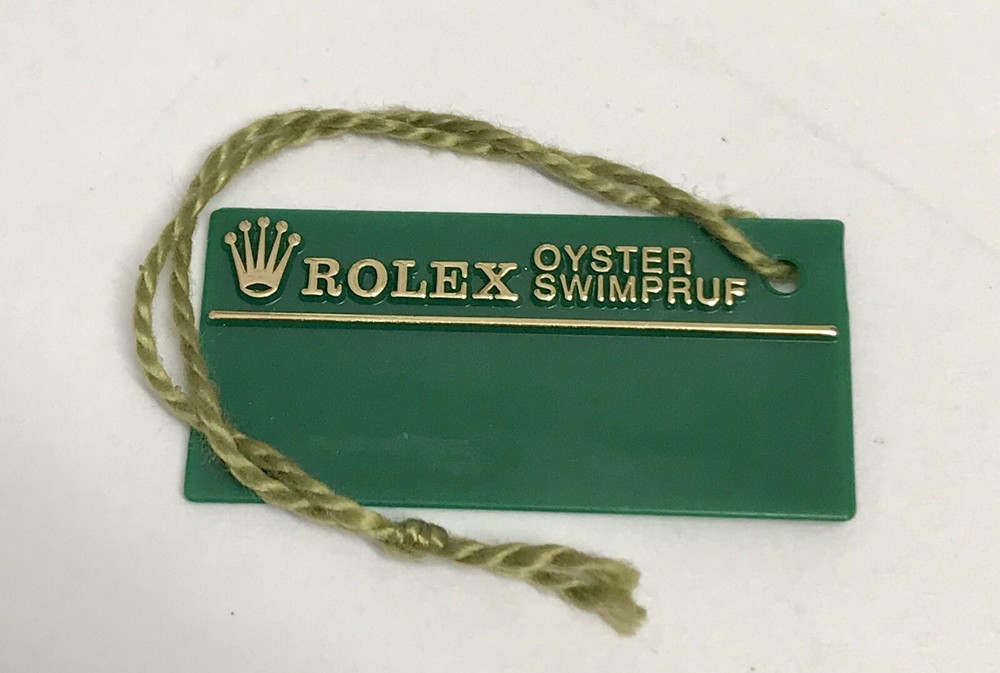 ROLEX OYSTER
SWIMPRUF